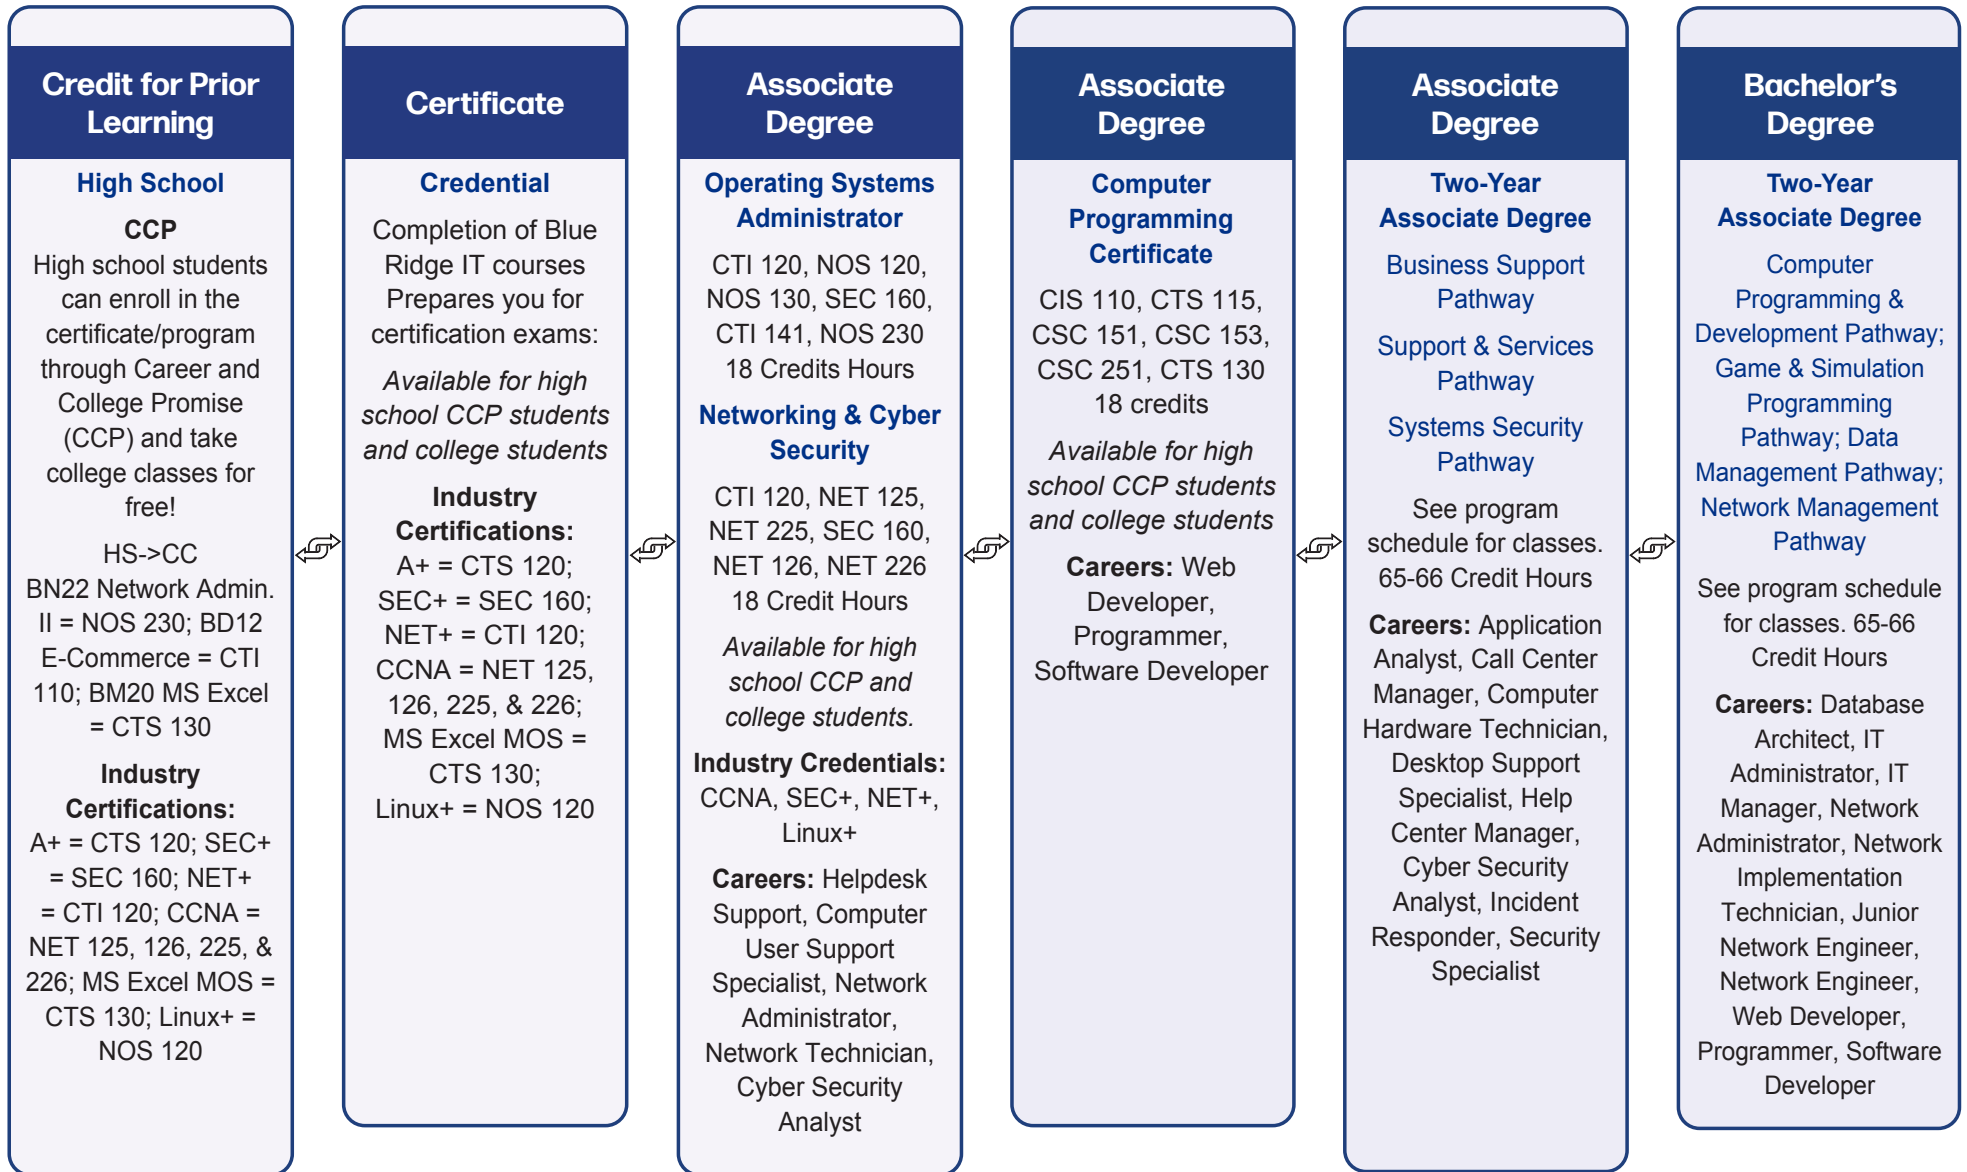 Credit for Prior
Learning
High School
CCP
High school students
can enroll in the
certificate/program
through Career and
College Promise
(CCP) and take
college classes for
free!
HS->CC
BN22 Network Admin.
II = NOS 230; BD12
E-Commerce = CTI
110; BM20 MS Excel
= CTS 130
Industry
Certifications:
A+ = CTS 120; SEC+
= SEC 160; NET+
= CTI 120; CCNA =
NET 125, 126, 225, &
226; MS Excel MOS =
CTS 130; Linux+ =
NOS 120
Certificate
Credential
Completion of Blue
Ridge IT courses
Prepares you for
certification exams:
Available for high
school CCP students
and college students
Industry
Certifications:
A+ = CTS 120;
SEC+ = SEC 160;
NET+ = CTI 120;
CCNA = NET 125,
126, 225, & 226;
MS Excel MOS =
CTS 130;
Linux+ = NOS 120
Associate
Degree
Operating Systems
Administrator
CTI 120, NOS 120,
NOS 130, SEC 160,
CTI 141, NOS 230
18 Credits Hours
Networking & Cyber
Security
CTI 120, NET 125,
NET 225, SEC 160,
NET 126, NET 226
18 Credit Hours
Available for high
school CCP and
college students.
Industry Credentials:
CCNA, SEC+, NET+,
Linux+
Careers: Helpdesk
Support, Computer
User Support
Specialist, Network
Administrator,
Network Technician,
Cyber Security
Analyst
Associate
Degree
Computer
Programming
Certificate
CIS 110, CTS 115,
CSC 151, CSC 153,
CSC 251, CTS 130
18 credits
Available for high
school CCP students
and college students
Careers: Web
Developer,
Programmer,
Software Developer
Associate
Degree
Two-Year
Associate Degree
Business Support
Pathway
Support & Services
Pathway
Systems Security
Pathway
See program
schedule for classes.
65-66 Credit Hours
Careers: Application
Analyst, Call Center
Manager, Computer
Hardware Technician,
Desktop Support
Specialist, Help
Center Manager,
Cyber Security
Analyst, Incident
Responder, Security
Specialist
Bachelor's
Degree
Two-Year
Associate Degree
Computer
Programming &
Development Pathway;
Game & Simulation
Programming
Pathway; Data
Management Pathway;
Network Management
Pathway
See program schedule
for classes. 65-66
Credit Hours
Careers: Database
Architect, IT
Administrator, IT
Manager, Network
Administrator, Network
Implementation
Technician, Junior
Network Engineer,
Network Engineer,
Web Developer,
Programmer, Software
Developer